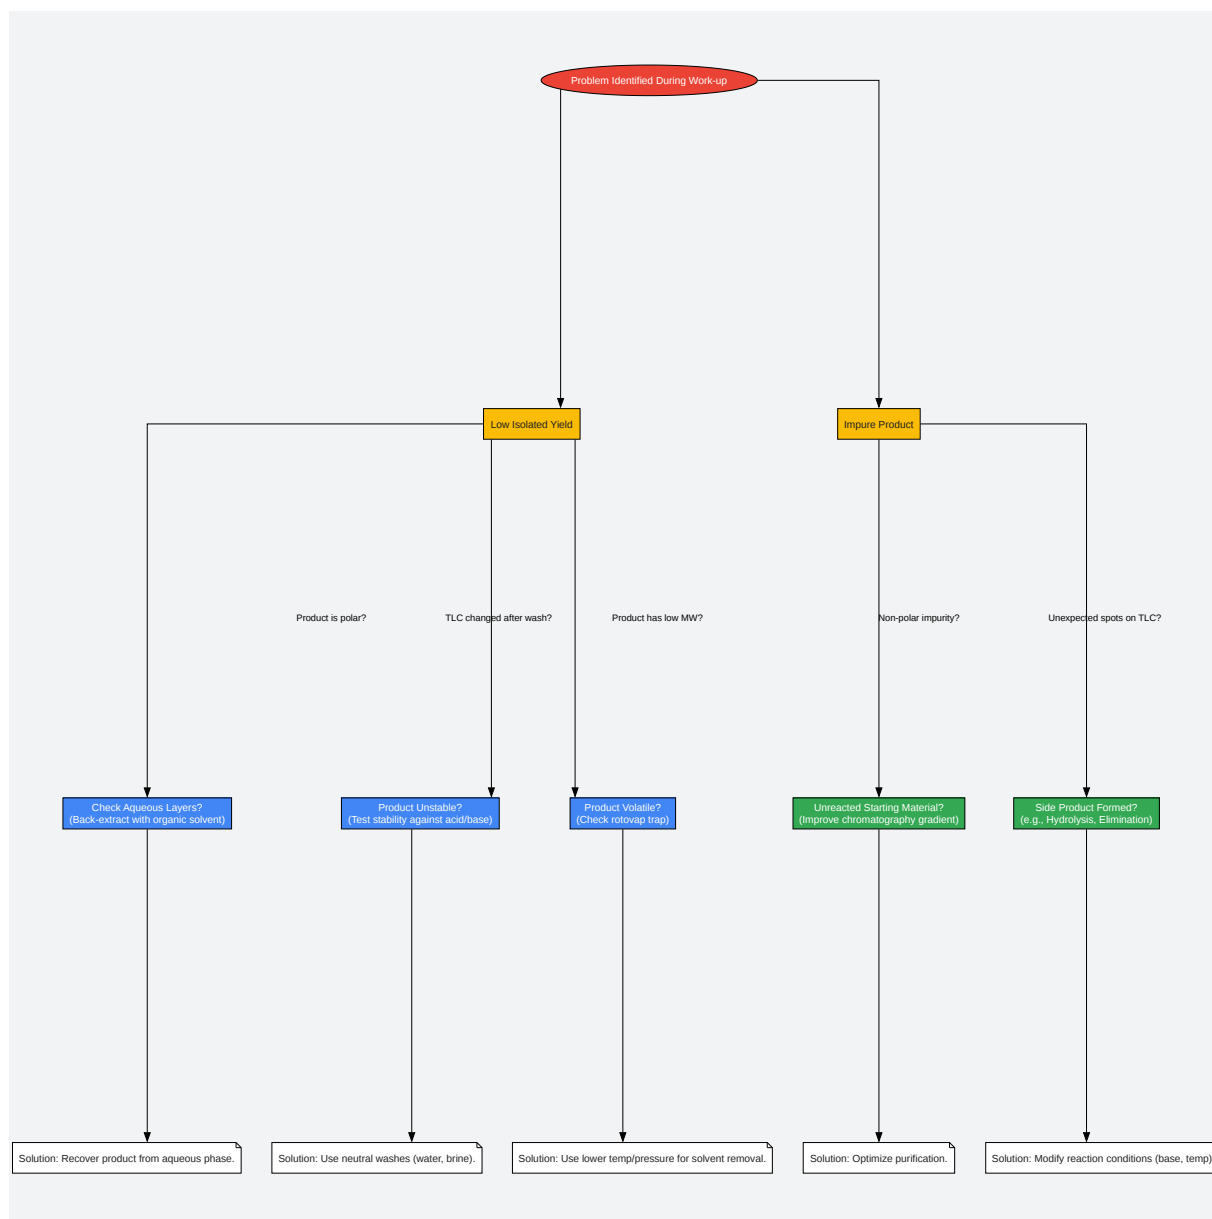 Problem Identified During Work-up
Low Isolated Yield
Impure Product
Product is polar?
TLC changed after wash?
Product has low MW?
Non-polar impurity?
Unexpected spots on TLC?
Check Aqueous Layers?
(Back-extract with organic solvent)
Product Unstable?
(Test stability against acid/base)
Product Volatile?
(Check rotovap trap)
Unreacted Starting Material?
(Improve chromatography gradient)
Side Product Formed?
(e.g., Hydrolysis, Elimination)
Solution: Recover product from aqueous phase.
Solution: Use neutral washes (water, brine).
Solution: Use lower temp/pressure for solvent removal.
Solution: Optimize purification.
Solution: Modify reaction conditions (base, temp)